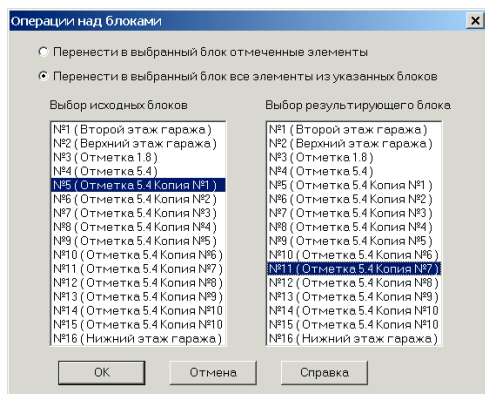 Операции над блоками
Перенести в выбранный блок отмеченные элементы
Перенести в выбранный блок все элементы из указанных блоков
Выбор исходных блоков
№1 ( Второй этаж гаража )
№2 ( Верхний этаж гаража )
№3 ( Отметка 1.8 )
№4 ( Отметка 5.4 )
№5 ( Отметка 5.4 Копия №1 )
№6 ( Отметка 5.4 Копия №2 )
№7 ( Отметка 5.4 Копия №3 )
№8 ( Отметка 5.4 Копия №4 )
№9 ( Отметка 5.4 Копия №5 )
№10 ( Отметка 5.4 Копия №6 )
№11 ( Отметка 5.4 Копия №7 )
№12 ( Отметка 5.4 Копия №8 )
№13 ( Отметка 5.4 Копия №9 )
№14 ( Отметка 5.4 Копия №10
№15 ( Отметка 5.4 Копия №10
№16 ( Нижний этаж гаража )
Выбор результирующего блока
№1 ( Второй этаж гаража )
№2 ( Верхний этаж гаража )
№3 ( Отметка 1.8 )
№4 ( Отметка 5.4 )
№5 ( Отметка 5.4 Копия №1 )
№6 ( Отметка 5.4 Копия №2 )
№7 ( Отметка 5.4 Копия №3 )
№8 ( Отметка 5.4 Копия №4 )
№9 ( Отметка 5.4 Копия №5 )
№10 ( Отметка 5.4 Копия №6 )
№11 ( Отметка 5.4 Копия №7 )
№12 ( Отметка 5.4 Копия №8 )
№13 ( Отметка 5.4 Копия №9 )
№14 ( Отметка 5.4 Копия №10
№15 ( Отметка 5.4 Копия №10
№16 ( Нижний этаж гаража )
OK Отмена Справка